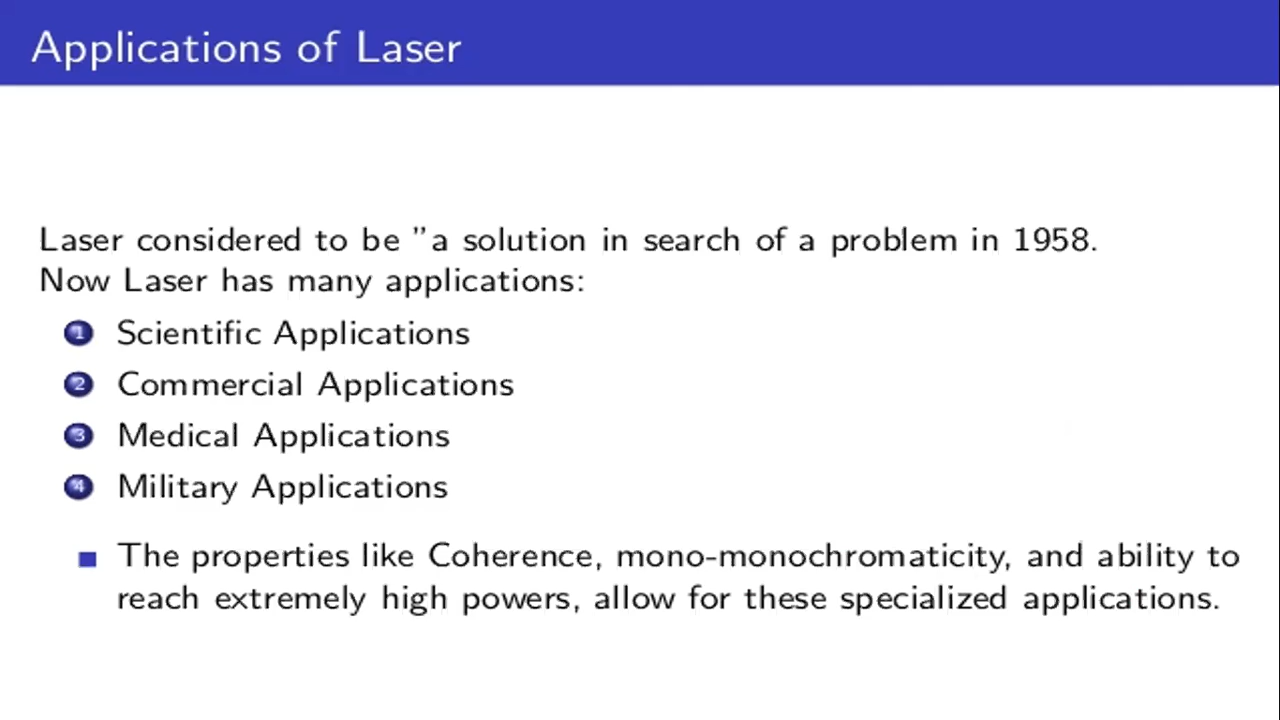 Applications of Laser
Laser considered to be "a solution in search of a problem in 1958.
Now Laser has many applications:
1 Scientific Applications
2 Commercial Applications
3 Medical Applications
4 Military Applications
The properties like Coherence, mono-monochromaticity, and ability to
reach extremely high powers, allow for these specialized applications.